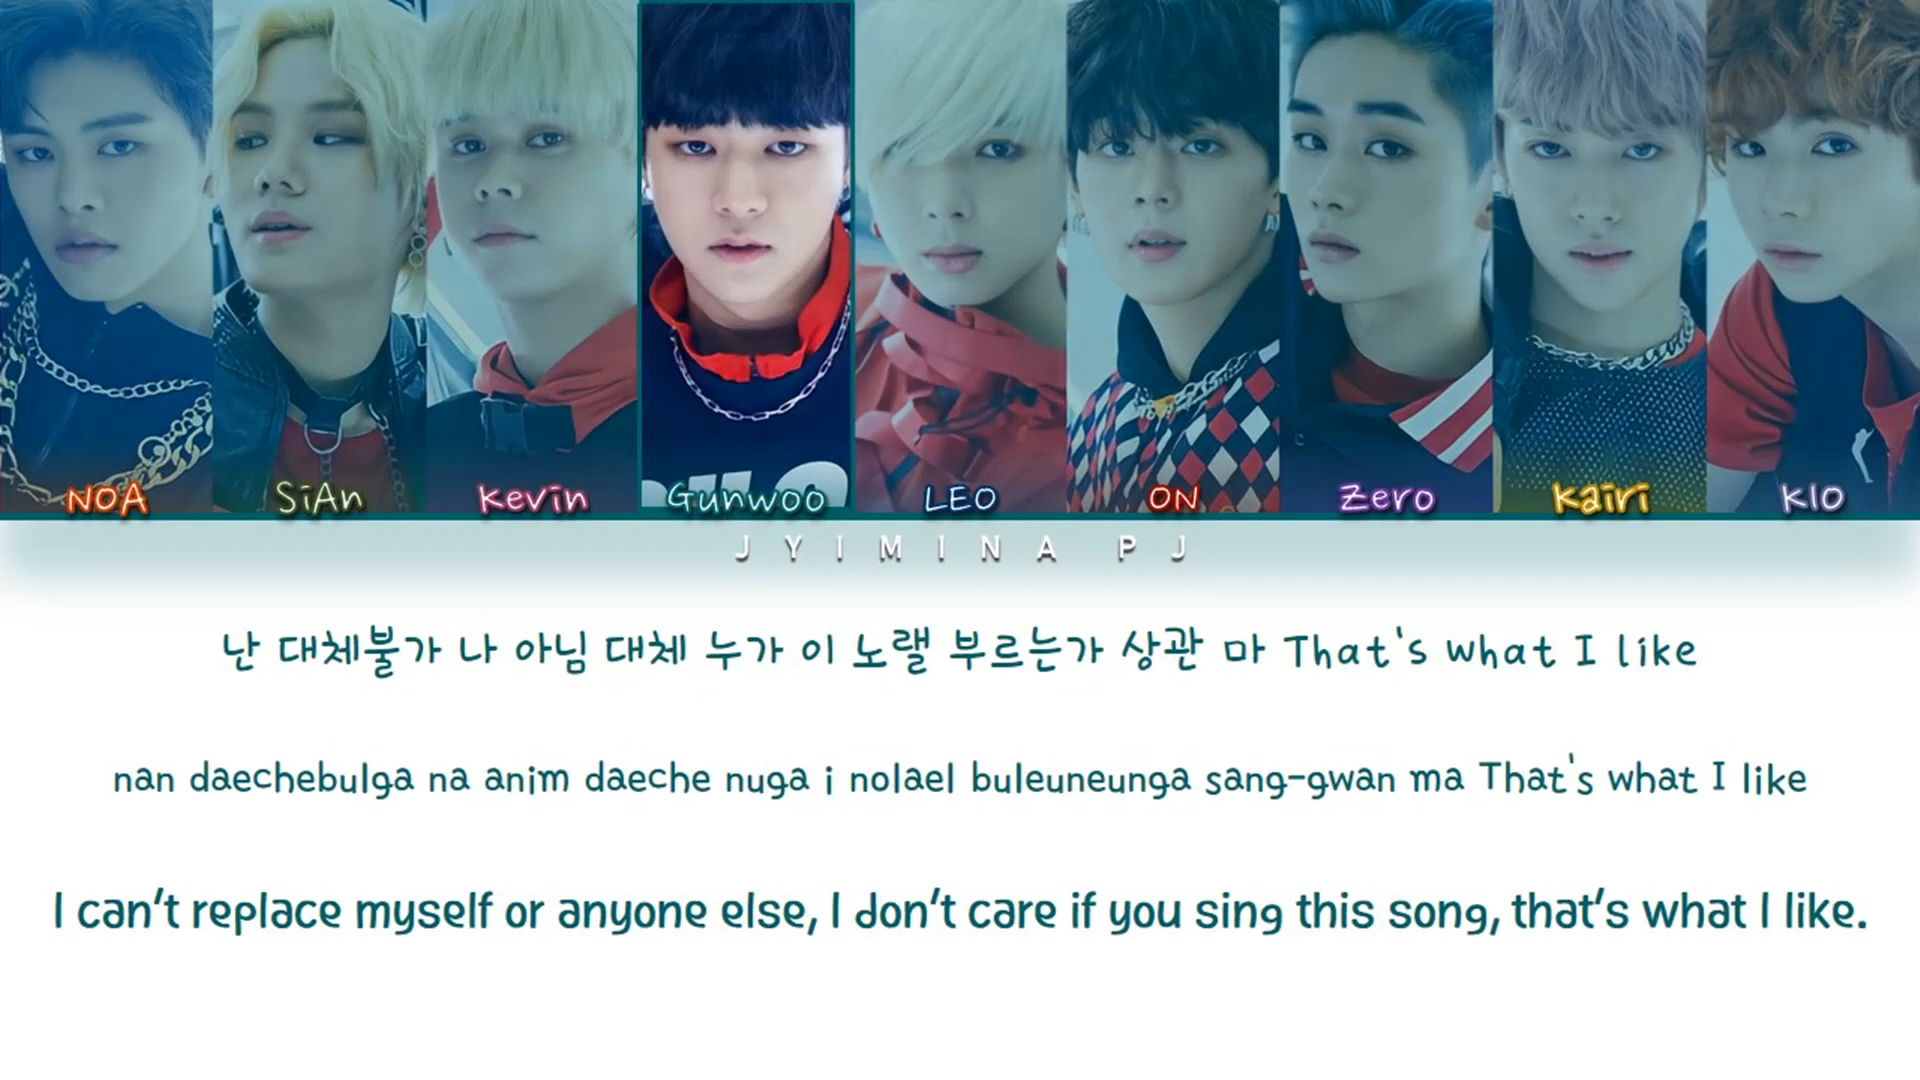 NOA SiAn Kevin Gunwoo LEO ON Zero Kairi KIO
JYIMINA PJ
난 대체불가 나 아님 대체 누가 이 노랠 부르는가 상관 마 That's what I like
nan daechebulga na anim daeche nuga i nolael buleuneunga sang-gwan ma That's what I like
I can't replace myself or anyone else, I don't care if you sing this song, that's what I like.